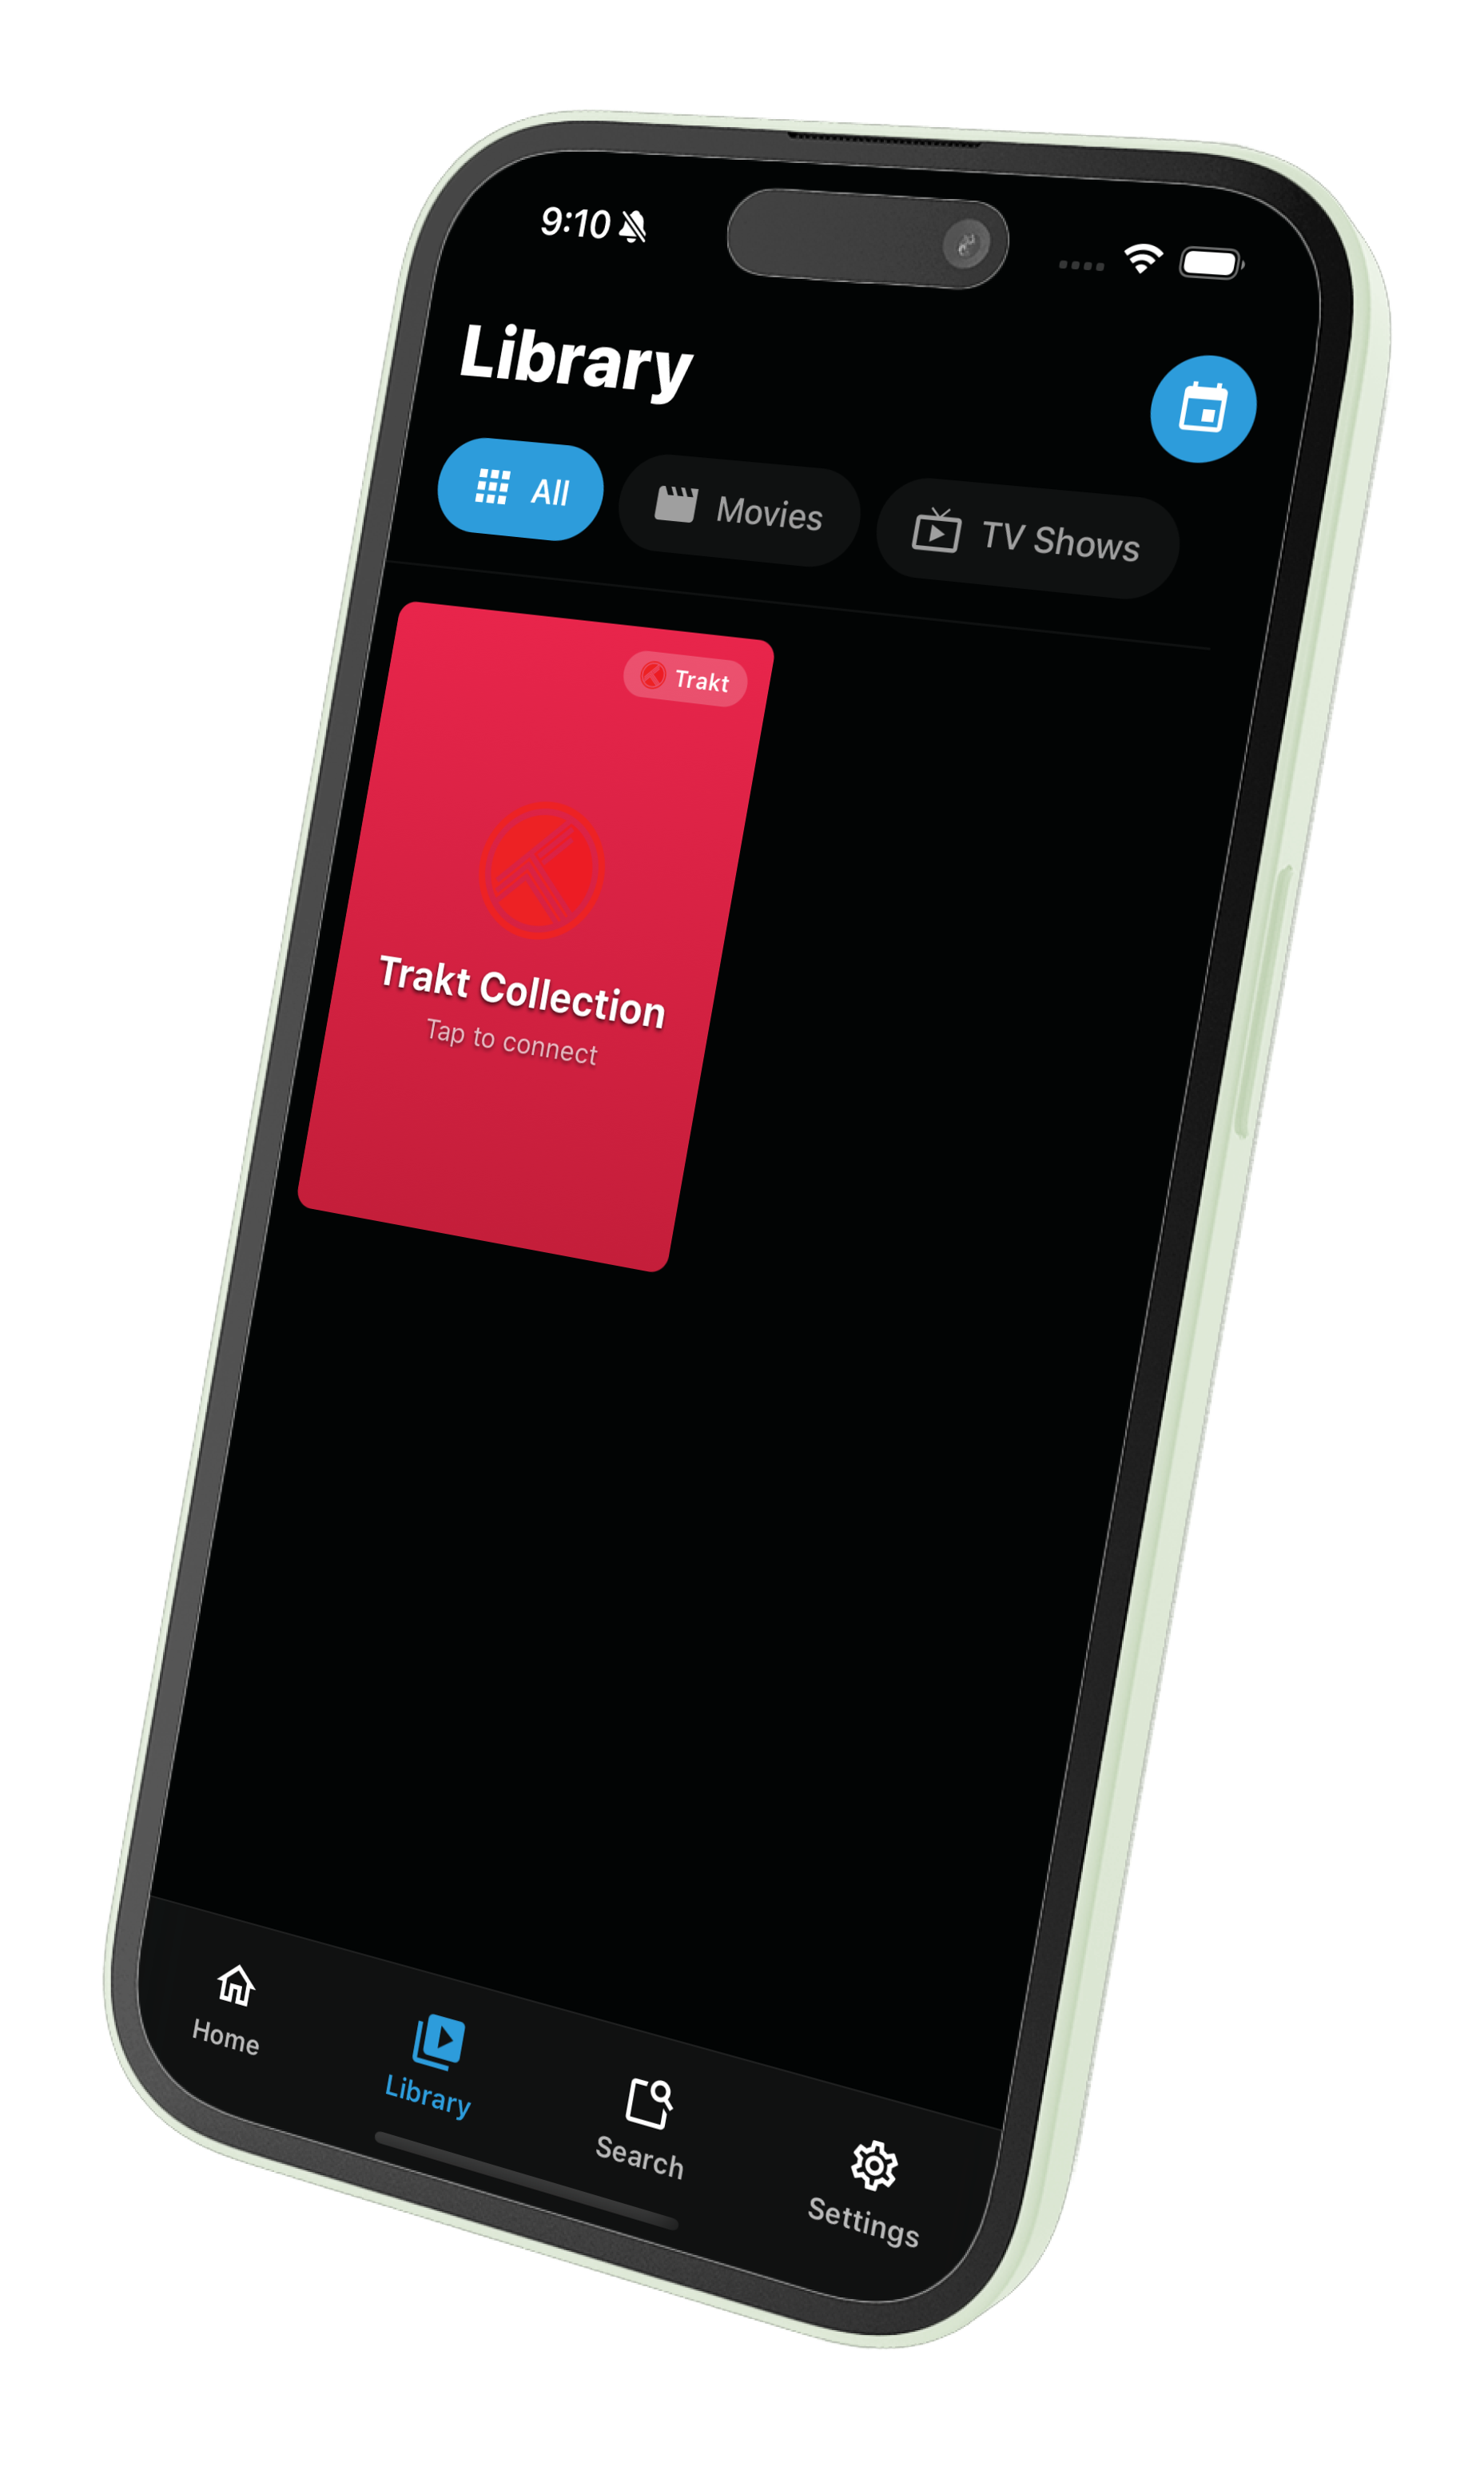 9:10
Library
All
Movies
TV Shows
Trakt
Trakt Collection
Tap to connect
Home
Library
Search
Settings